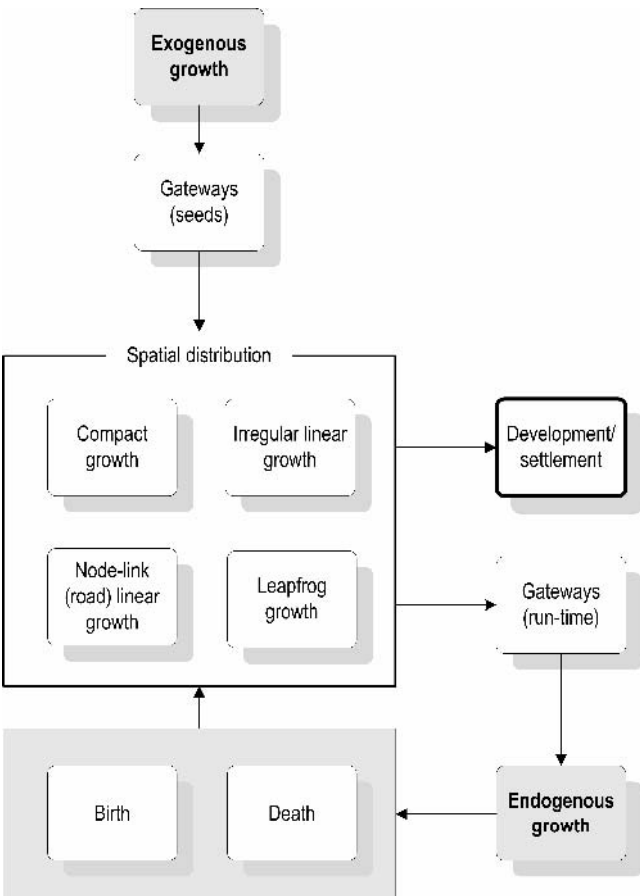 Exogenous
growth
Gateways
(seeds)
Spatial distribution
Compact
growth
Irregular linear
growth
Development/
settlement
Node-link
(road) linear
growth
Leapfrog
growth
Gateways
(run-time)
Birth
Death
Endogenous
growth